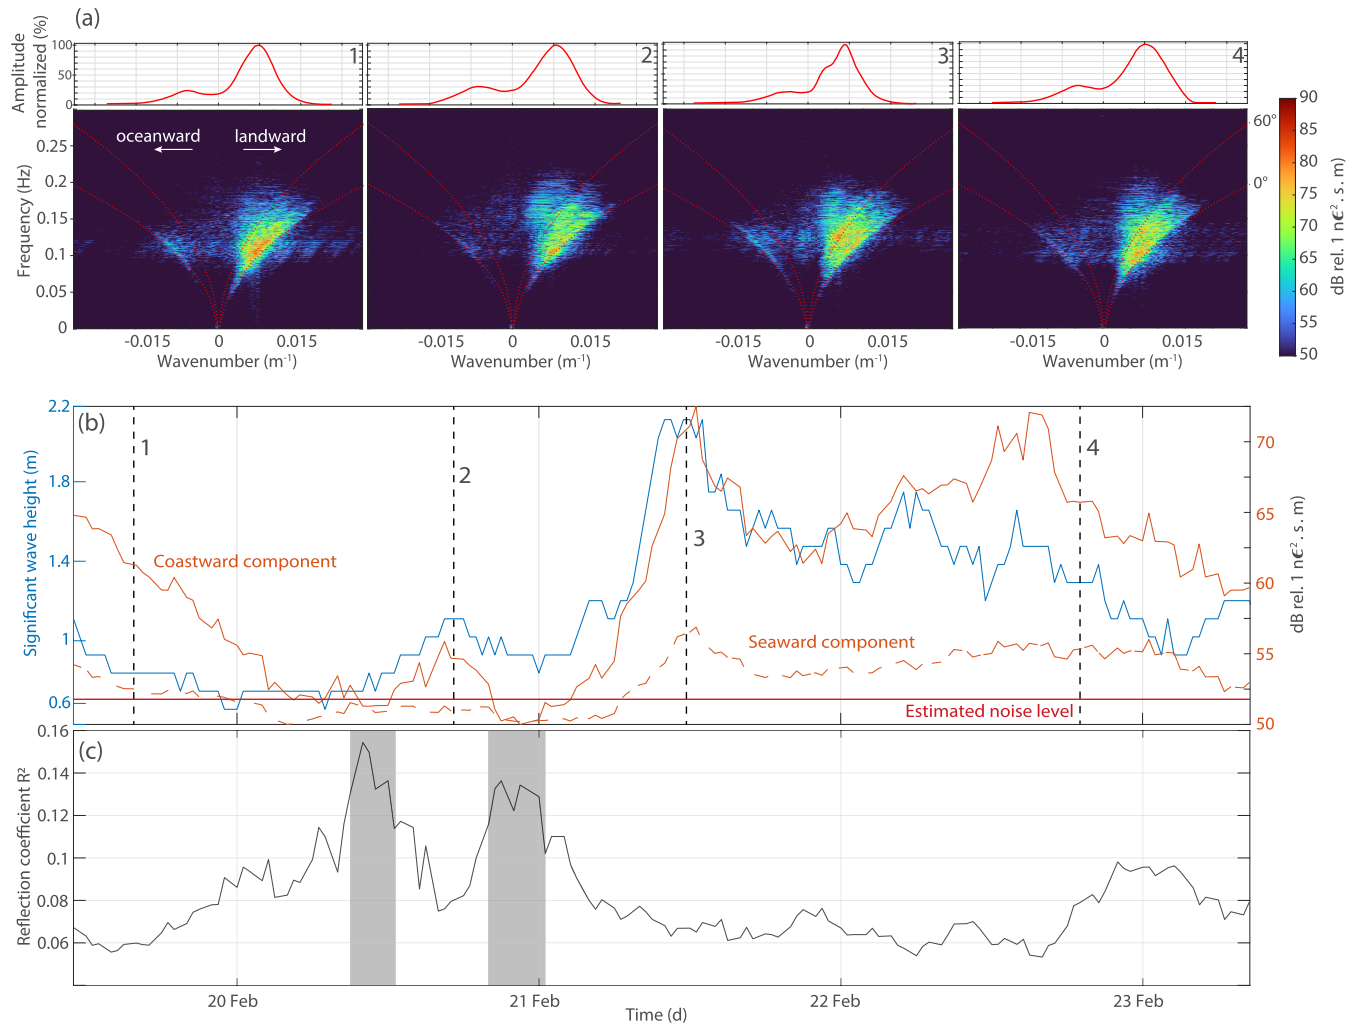 (a)
Amplitude
normalized (%)
100
50
0
1
2
3
4
oceanward
landward
Frequency (Hz)
0.25
0.2
0.15
0.1
0.05
0
60°
0°
-0.015 0 0.015
-0.015 0 0.015
-0.015 0 0.015
-0.015 0 0.015
Wavenumber (m⁻¹)
Wavenumber (m⁻¹)
Wavenumber (m⁻¹)
Wavenumber (m⁻¹)
90
85
80
75
70
65
60
55
50
dB rel. 1 nϵ². s. m)
(b)
Significant wave height (m)
2.2
1.8
1.4
1
0.6
1
2
3
4
Coastward component
Seaward component
Estimated noise level
70
65
60
55
50
dB rel. 1 nϵ². s. m)
(c)
Reflection coefficient R²
0.16
0.14
0.12
0.1
0.08
0.06
20 Feb 21 Feb 22 Feb 23 Feb
Time (d)